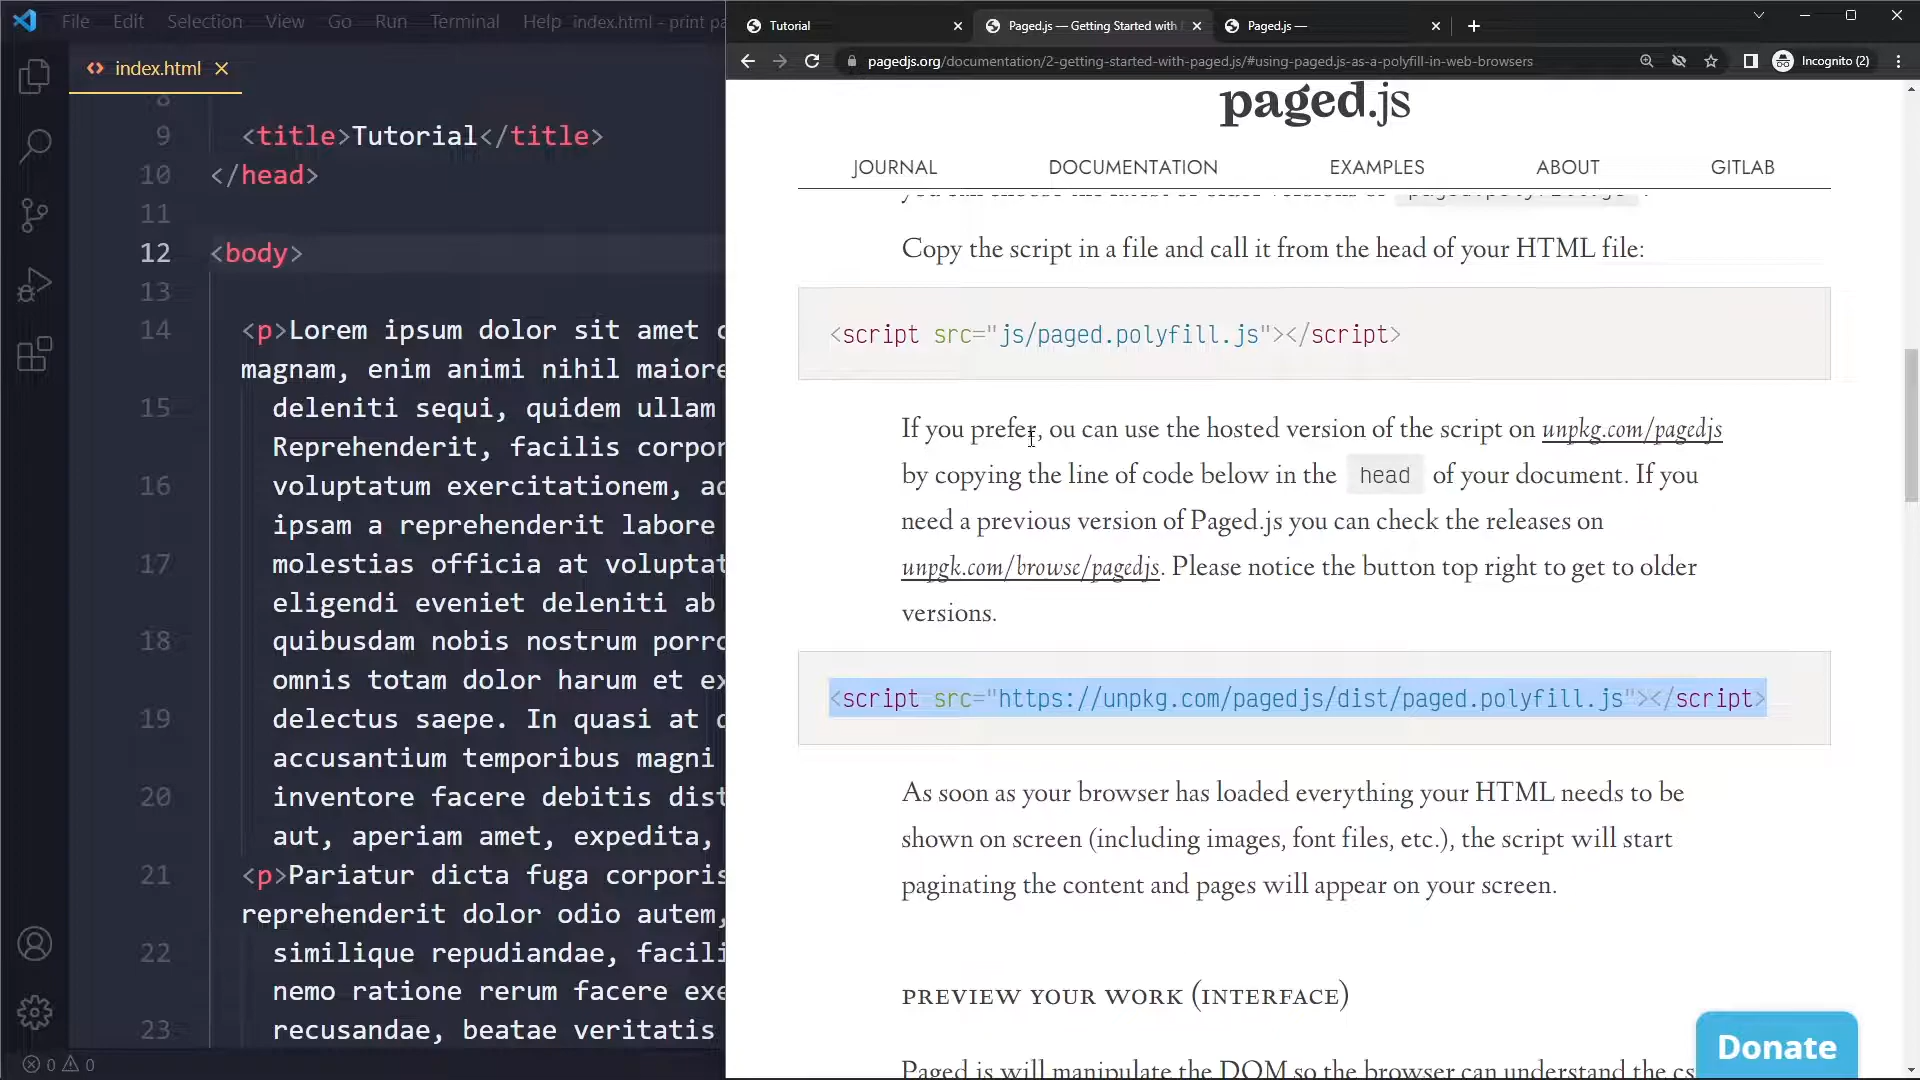 File Edit Selection View Go Run Terminal Help index.html - print pa
index.html
8
9 <title>Tutorial</title>
10 </head>
11
12 <body>
13
14 <p>Lorem ipsum dolor sit amet
magnam, enim animi nihil maiore
15 deleniti sequi, quidem ullam
Reprehenderit, facilis corpor
16 voluptatum exercitationem, ad
ipsam a reprehenderit labore
17 molestias officia at voluptat
eligendi eveniet deleniti ab
18 quibusdam nobis nostrum porro
omnis totam dolor harum et ex
19 delectus saepe. In quasi at
accusantium temporibus magni
20 inventore facere debitis dist
aut, aperiam amet, expedita,
21 <p>Pariatur dicta fuga corporis
reprehenderit dolor odio autem,
22 similique repudiandae, facili
nemo ratione rerum facere exe
23 recusandae, beatae veritatis
0 0
Tutorial
Paged.js — Getting Started with
Paged.js —
pagedjs.org/documentation/2-getting-started-with-paged.js/#using-paged.js-as-a-polyfill-in-web-browsers
Incognito (2)
paged.js
JOURNAL DOCUMENTATION EXAMPLES ABOUT GITLAB
Copy the script in a file and call it from the head of your HTML file:
<script src="js/paged.polyfill.js"></script>
If you prefer, ou can use the hosted version of the script on unpkg.com/pagedjs
by copying the line of code below in the head of your document. If you
need a previous version of Paged.js you can check the releases on
unpgk.com/browse/pagedjs. Please notice the button top right to get to older
versions.
<script src="https://unpkg.com/pagedjs/dist/paged.polyfill.js"></script>
As soon as your browser has loaded everything your HTML needs to be
shown on screen (including images, font files, etc.), the script will start
paginating the content and pages will appear on your screen.
PREVIEW YOUR WORK (INTERFACE)
Paged.js will manipulate the DOM so the browser can understand the cs
Donate